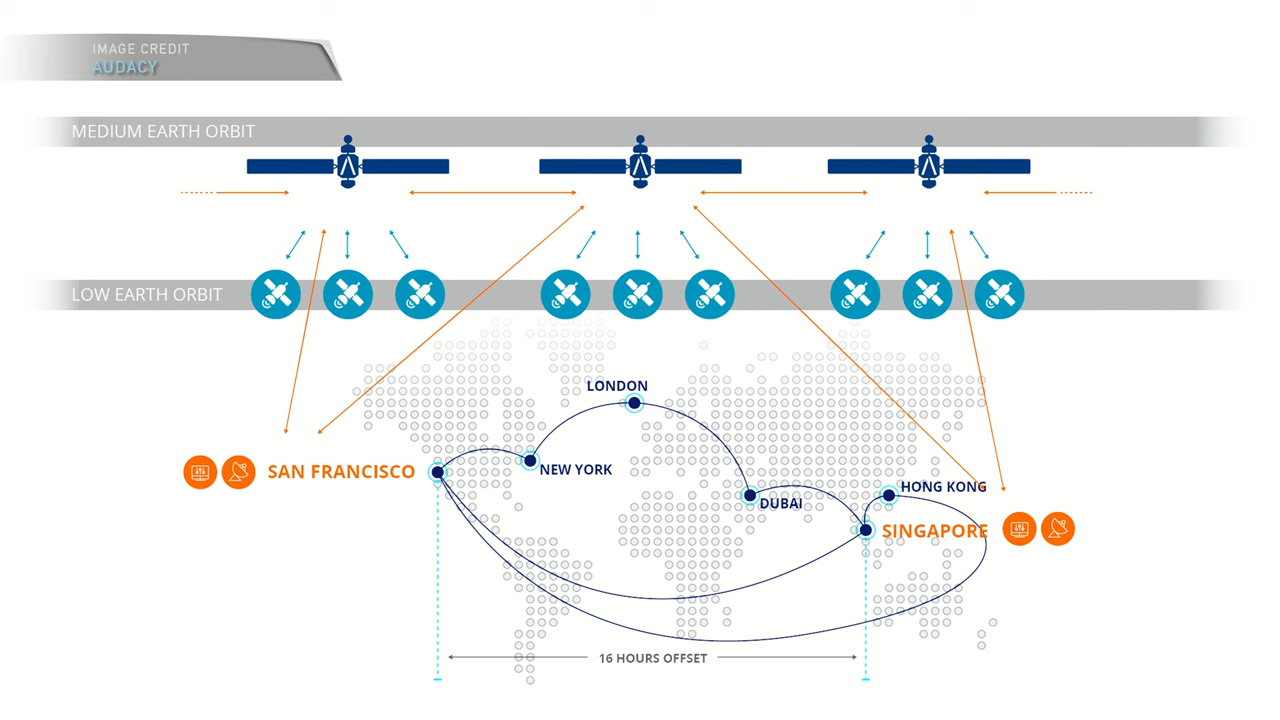 IMAGE CREDIT
AUDACY
MEDIUM EARTH ORBIT
LOW EARTH ORBIT
LONDON
SAN FRANCISCO
NEW YORK
HONG KONG
DUBAI
SINGAPORE
16 HOURS OFFSET